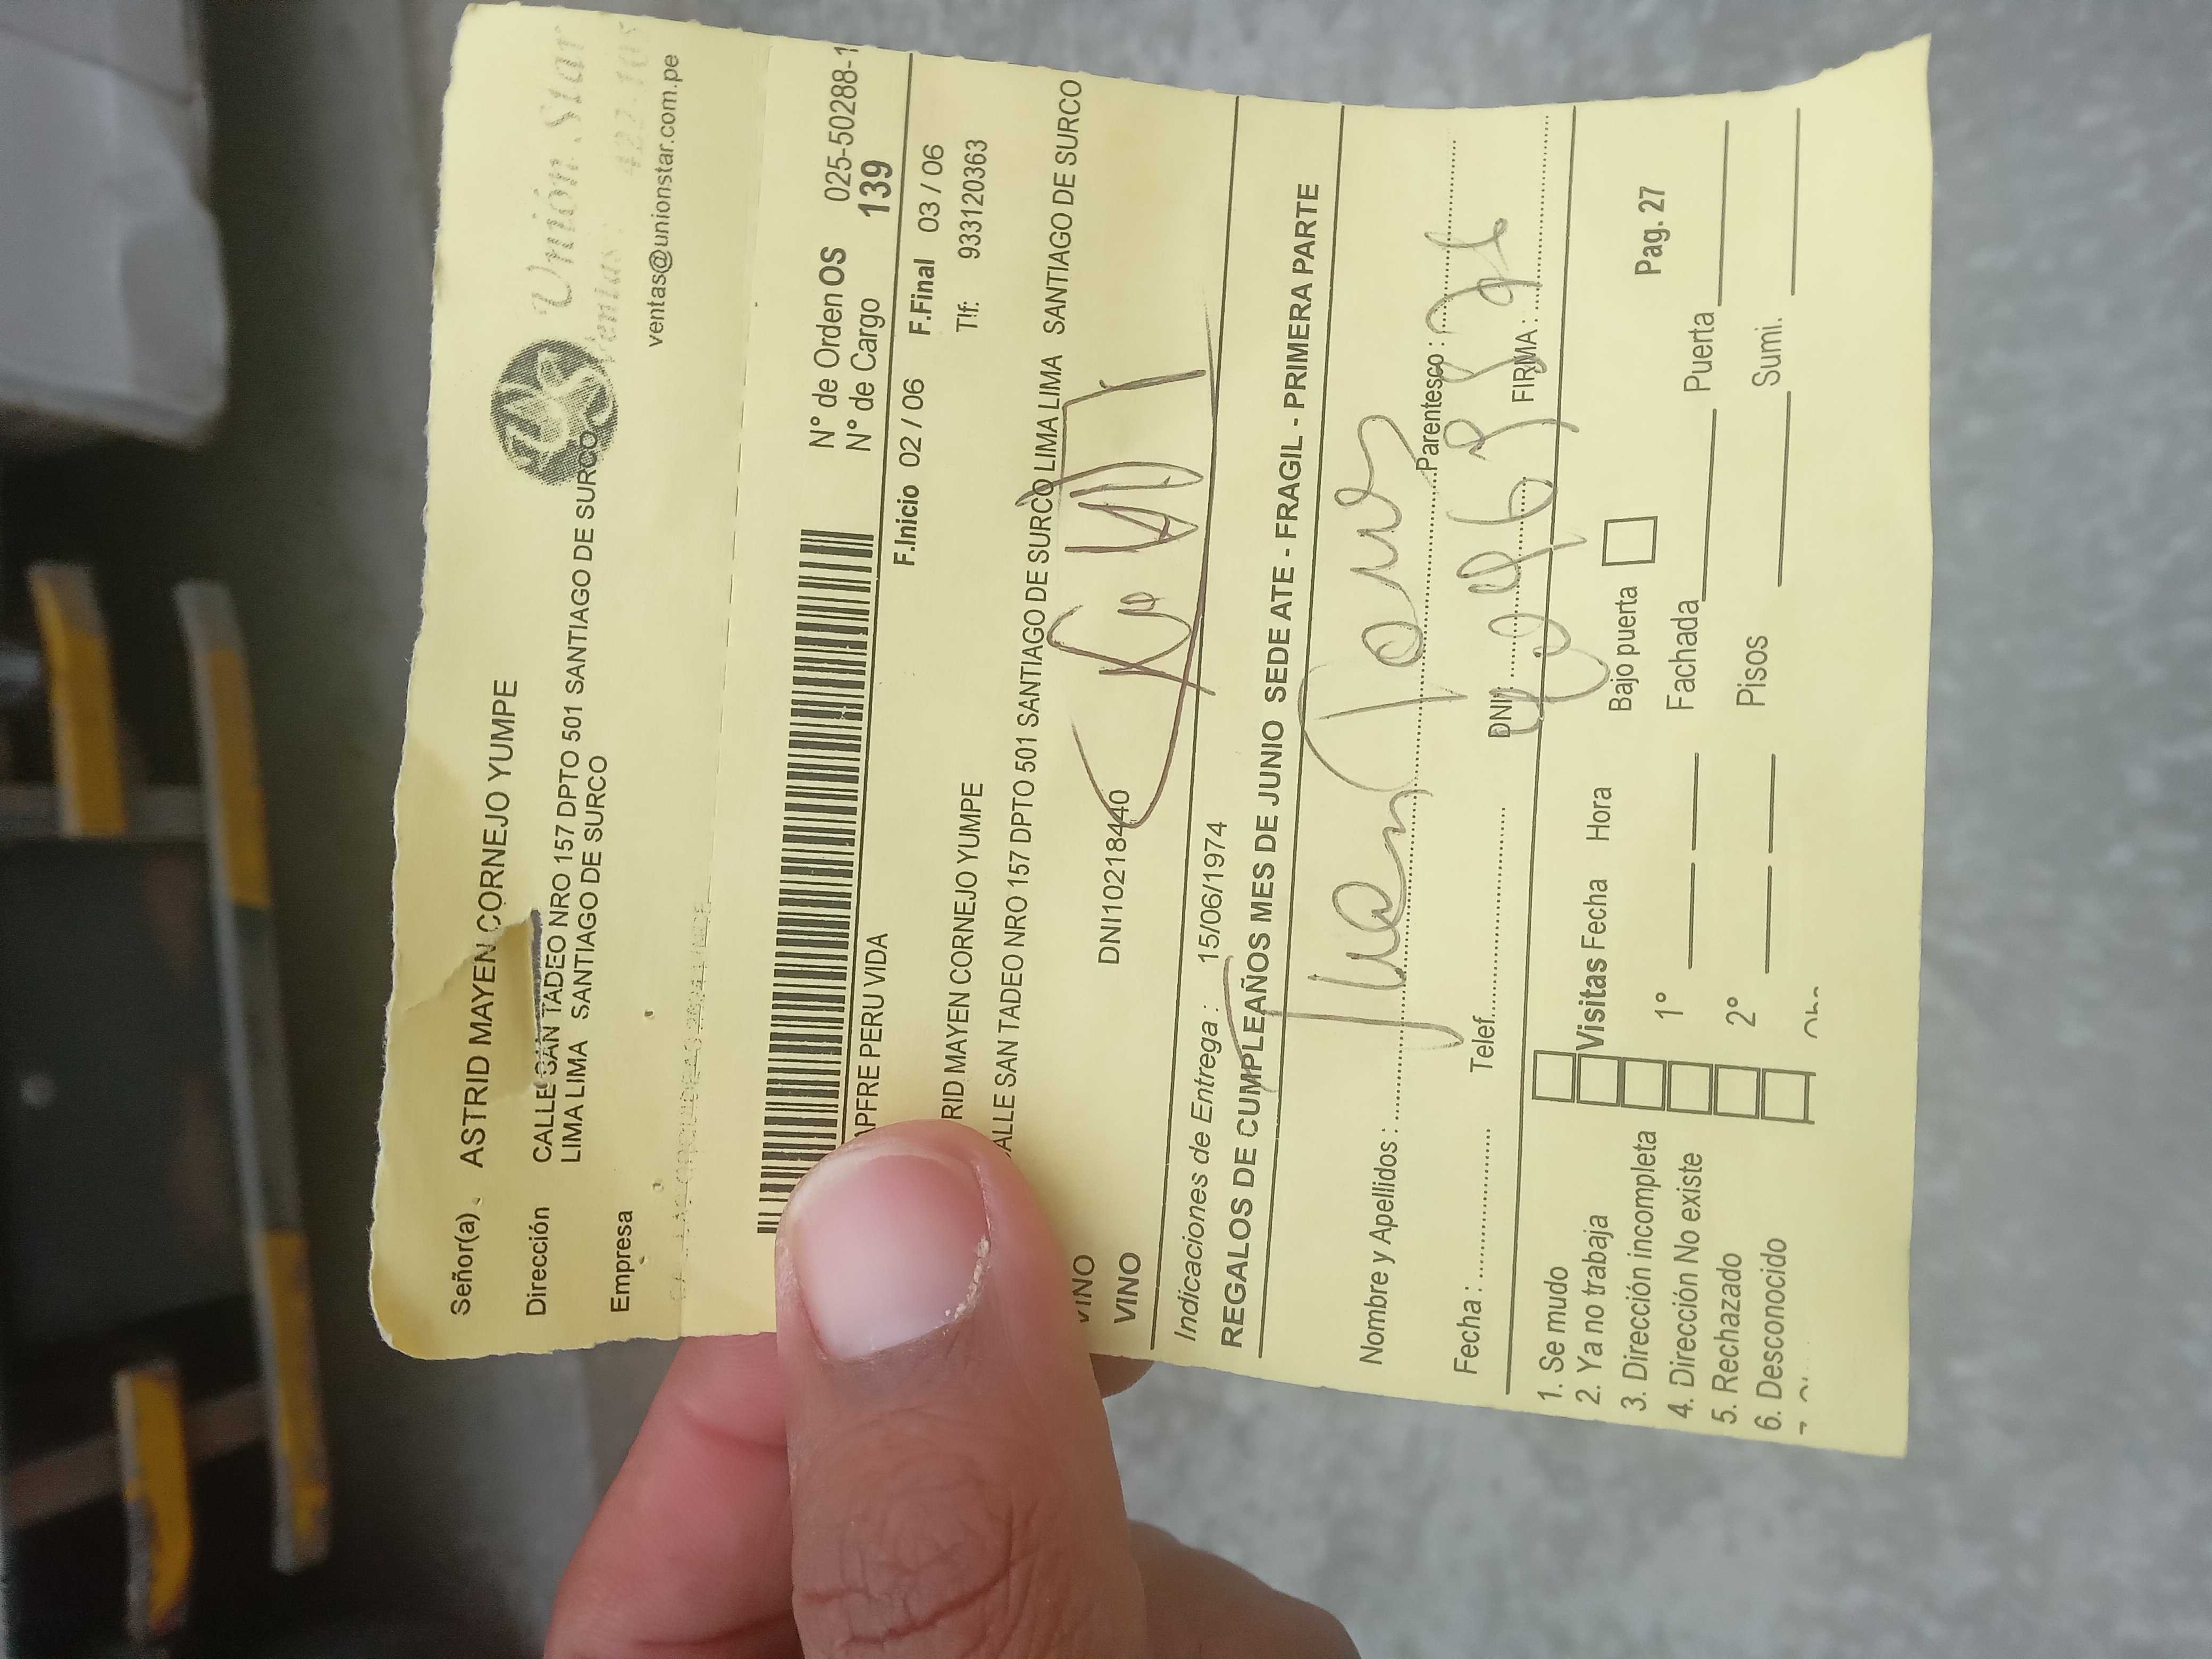 Señor(a) ASTRID MAYEN CORNEJO YUMPE
Unión Star
Ventas: 422-10
Dirección CALLE SAN TADEO NRO 157 DPTO 501 SANTIAGO DE SURCO
LIMA LIMA SANTIAGO DE SURCO
ventas@unionstar.com.pe
Empresa
N° de Orden OS 025-50288-1
N° de Cargo 139
APFRE PERU VIDA
F.Inicio 02 / 06 F.Final 03 / 06
RID MAYEN CORNEJO YUMPE Tlf: 933120363
ALLE SAN TADEO NRO 157 DPTO 501 SANTIAGO DE SURCO LIMA LIMA SANTIAGO DE SURCO
VINO
VINO DNI10218440
Indicaciones de Entrega : 15/06/1974
REGALOS DE CUMPLEAÑOS MES DE JUNIO SEDE ATE - FRAGIL - PRIMERA PARTE
Nombre y Apellidos : Juan
Parentesco :
Fecha : Telef. DNI FIRMA :
1. Se mudo
2. Ya no trabaja Visitas Fecha Hora Bajo puerta Pag. 27
3. Dirección incompleta
4. Dirección No existe 1° Fachada Puerta
5. Rechazado
6. Desconocido 2° Pisos Sumi.